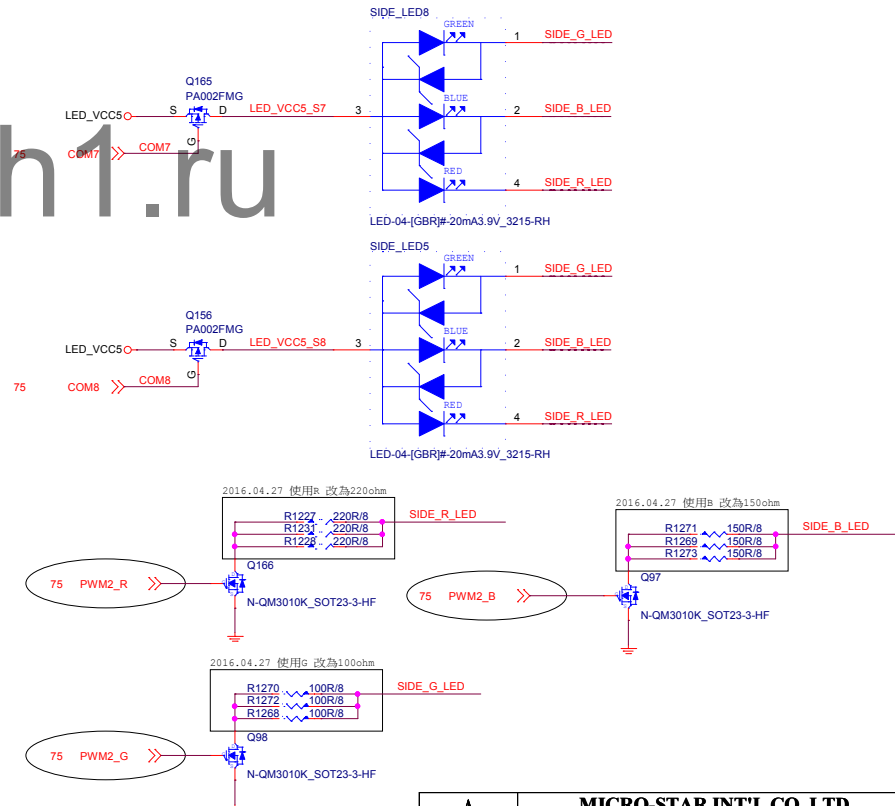 SIDE_LED8
GREEN
1 SIDE_G_LED
Q165
PA002FMG
LED_VCC5 S D LED_VCC5_S7 3
BLUE
2 SIDE_B_LED
G
75 COM7 COM7
h1.ru
RED
4 SIDE_R_LED
LED-04-[GBR]#-20mA3.9V_3215-RH
SIDE_LED5
GREEN
1 SIDE_G_LED
Q156
PA002FMG
LED_VCC5 S D LED_VCC5_S8 3
BLUE
2 SIDE_B_LED
G
75 COM8 COM8
RED
4 SIDE_R_LED
LED-04-[GBR]#-20mA3.9V_3215-RH
2016.04.27 使用R 改為220ohm
R1227 220R/8 SIDE_R_LED
R1231 220R/8
R1228 220R/8
Q166
75 PWM2_R
N-QM3010K_SOT23-3-HF
2016.04.27 使用B 改為150ohm
R1271 150R/8 SIDE_B_LED
R1269 150R/8
R1273 150R/8
Q97
75 PWM2_B
N-QM3010K_SOT23-3-HF
2016.04.27 使用G 改為100ohm
R1270 100R/8 SIDE_G_LED
R1272 100R/8
R1268 100R/8
Q98
75 PWM2_G
N-QM3010K_SOT23-3-HF
MICRO-STAR INT'L CO.,LTD